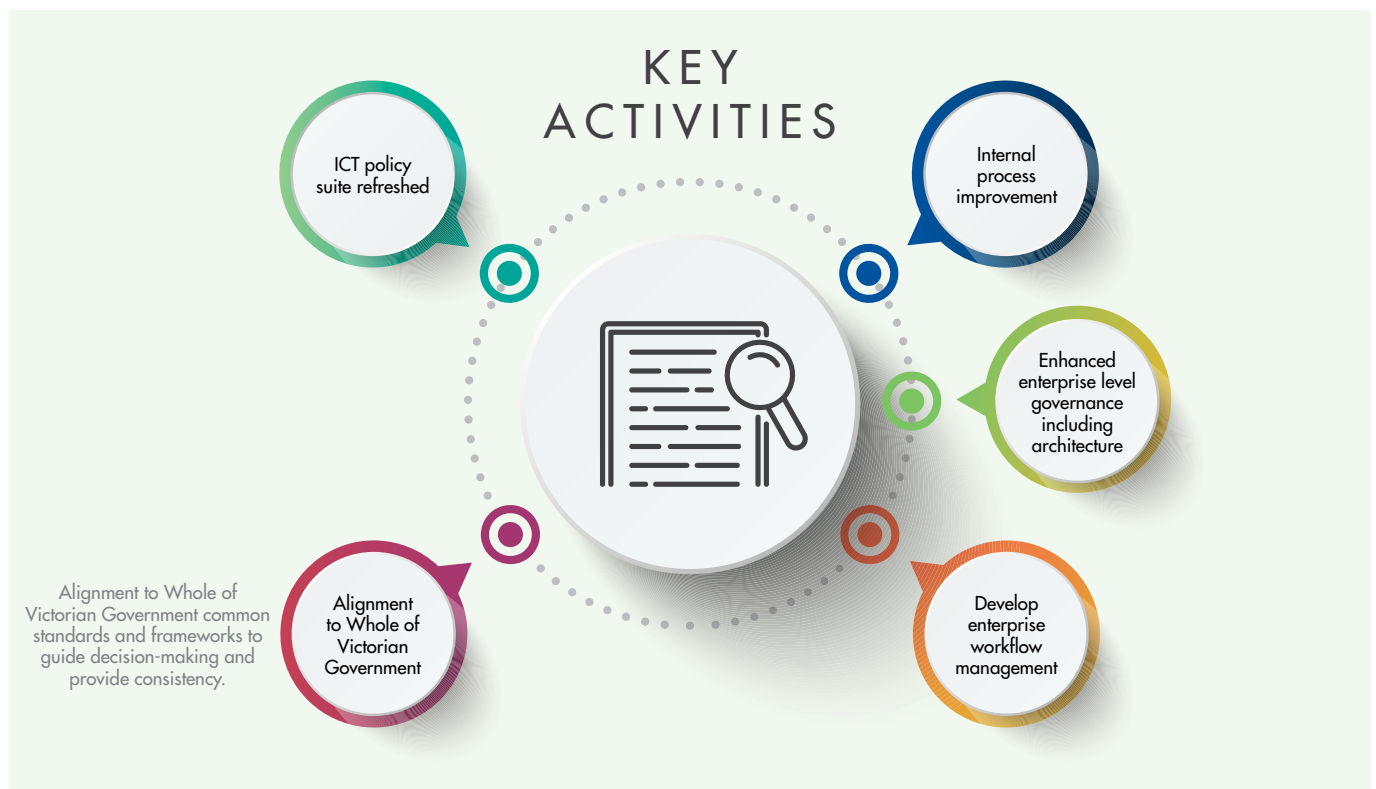 KEY
ACTIVITIES
ICT policy
suite refreshed
Internal
process
improvement
Enhanced
enterprise level
governance
including
architecture
Alignment to Whole of
Victorian Government common
standards and frameworks to
guide decision-making and
provide consistency.
Alignment
to Whole of
Victorian
Government
Develop
enterprise
workflow
management